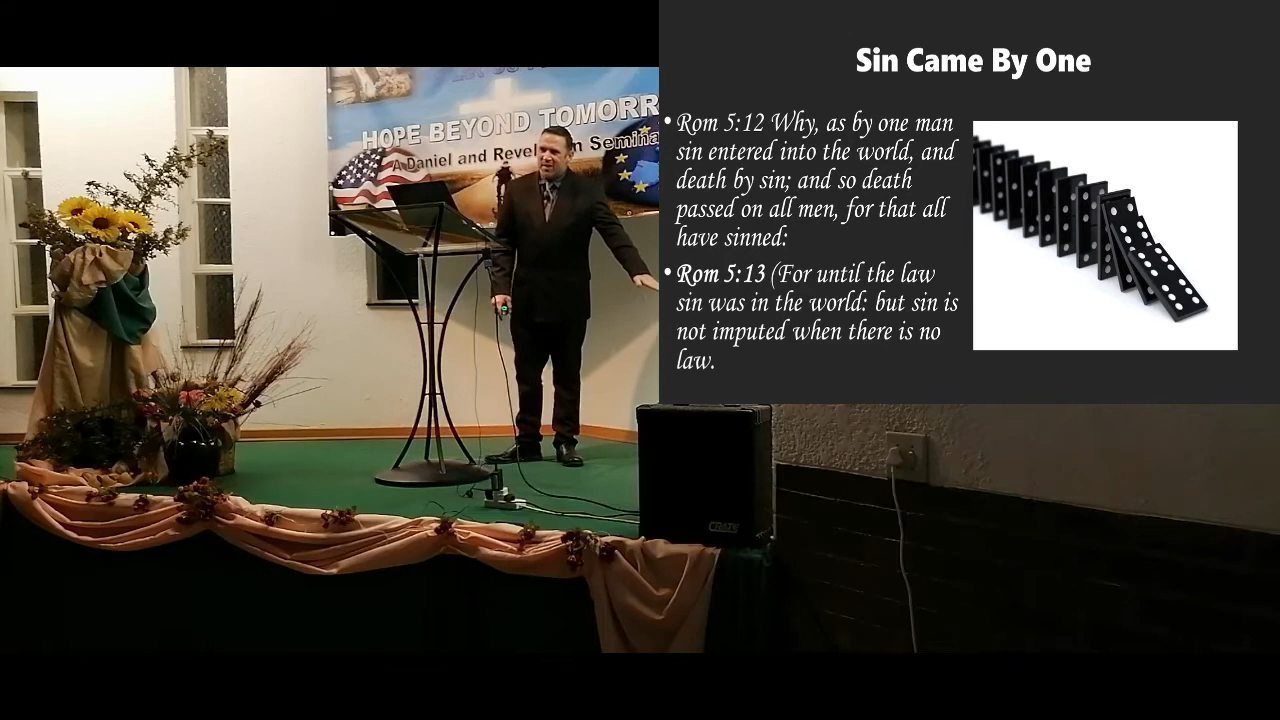 HOPE BEYOND TOMORR
A Daniel and Revel n Semina
Sin Came By One
• Rom 5:12 Why, as by one man
sin entered into the world, and
death by sin; and so death
passed on all men, for that all
have sinned:
• Rom 5:13 (For until the law
sin was in the world: but sin is
not imputed when there is no
law.
CRATE